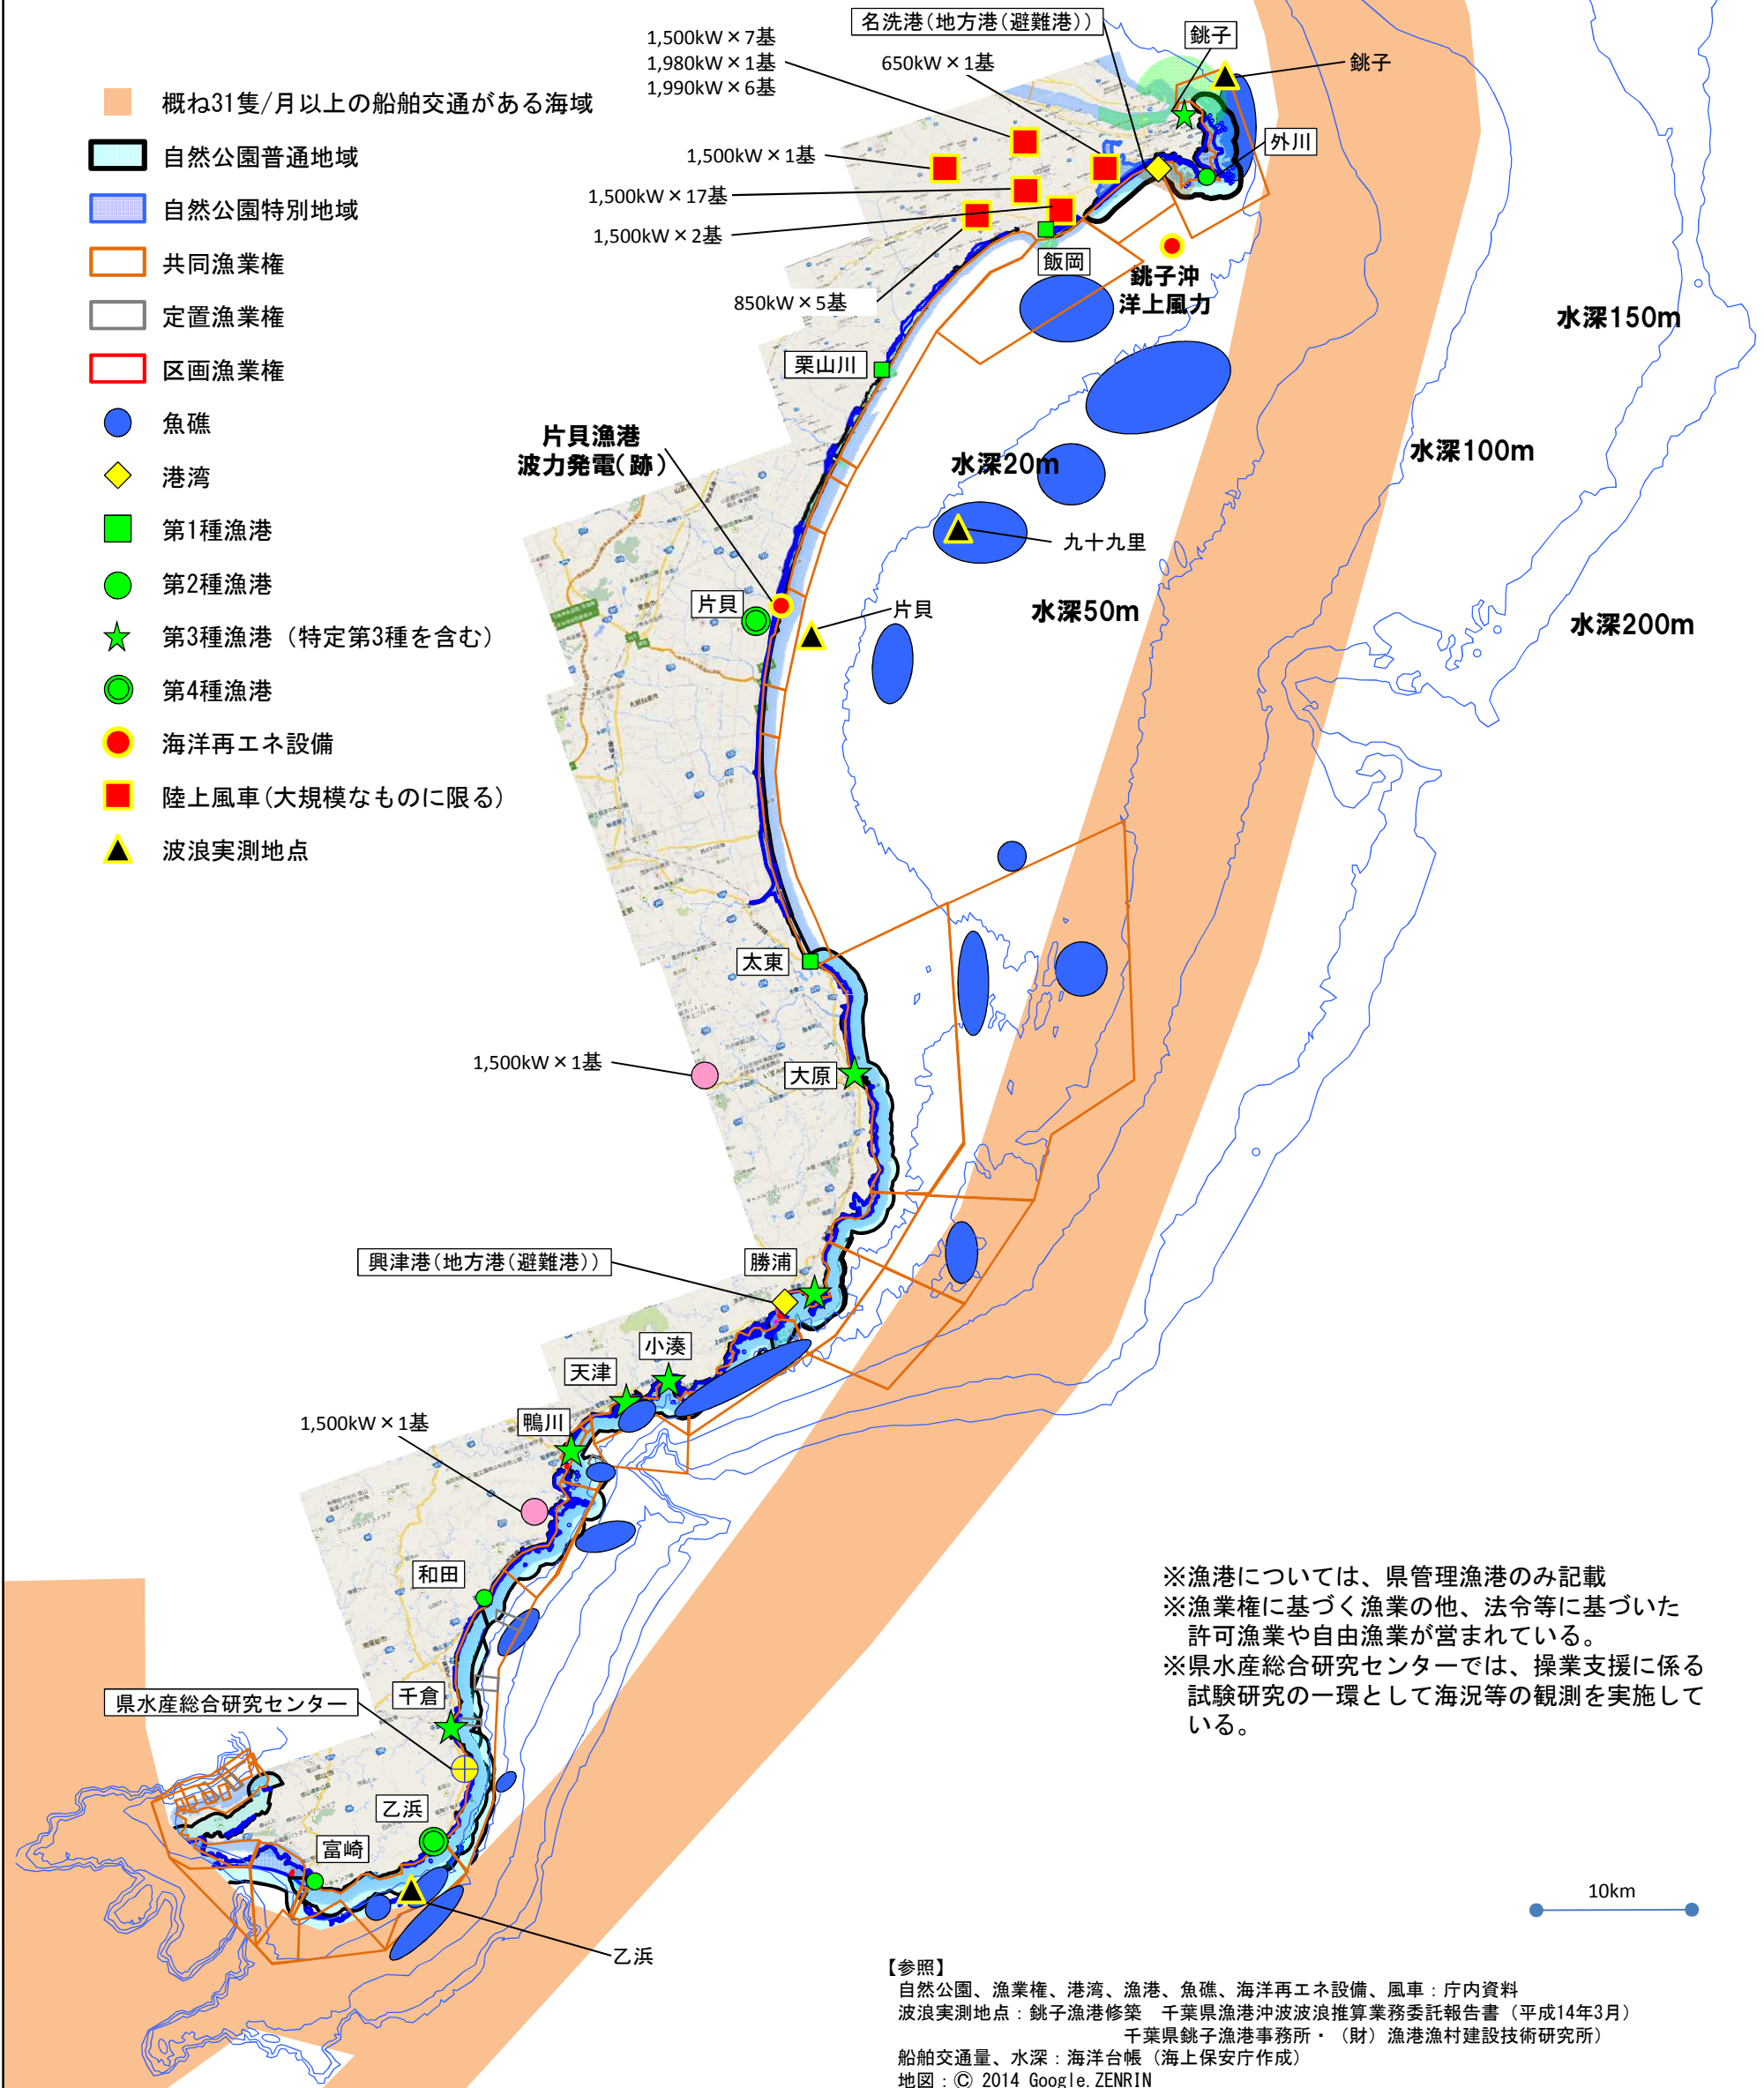 概ね31隻/月以上の船舶交通がある海域
自然公園普通地域
自然公園特別地域
共同漁業権
定置漁業権
区画漁業権
魚礁
港湾
第1種漁港
第2種漁港
第3種漁港（特定第3種を含む）
第4種漁港
海洋再エネ設備
陸上風車(大規模なものに限る)
波浪実測地点
1,500kW×7基
1,980kW×1基
1,990kW×6基
名洗港(地方港(避難港))
650kW×1基
銚子
銚子
外川
1,500kW×1基
1,500kW×17基
1,500kW×2基
850kW×5基
飯岡
銚子沖
洋上風力
水深150m
栗山川
片貝漁港
波力発電(跡)
水深20m
水深100m
九十九里
片貝
片貝
水深50m
水深200m
太東
1,500kW×1基
大原
興津港(地方港(避難港))
勝浦
小湊
天津
鴨川
1,500kW×1基
和田
千倉
県水産総合研究センター
乙浜
富崎
乙浜
※漁港については、県管理漁港のみ記載
※漁業権に基づく漁業の他、法令等に基づいた
許可漁業や自由漁業が営まれている。
※県水産総合研究センターでは、操業支援に係る
試験研究の一環として海況等の観測を実施して
いる。
10km
【参照】
自然公園、漁業権、港湾、漁港、魚礁、海洋再エネ設備、風車：庁内資料
波浪実測地点：銚子漁港修築　千葉県漁港沖波波浪推算業務委託報告書（平成14年3月）
千葉県銚子漁港事務所・（財）漁港漁村建設技術研究所）
船舶交通量、水深：海洋台帳（海上保安庁作成）
地図：© 2014 Google,ZENRIN